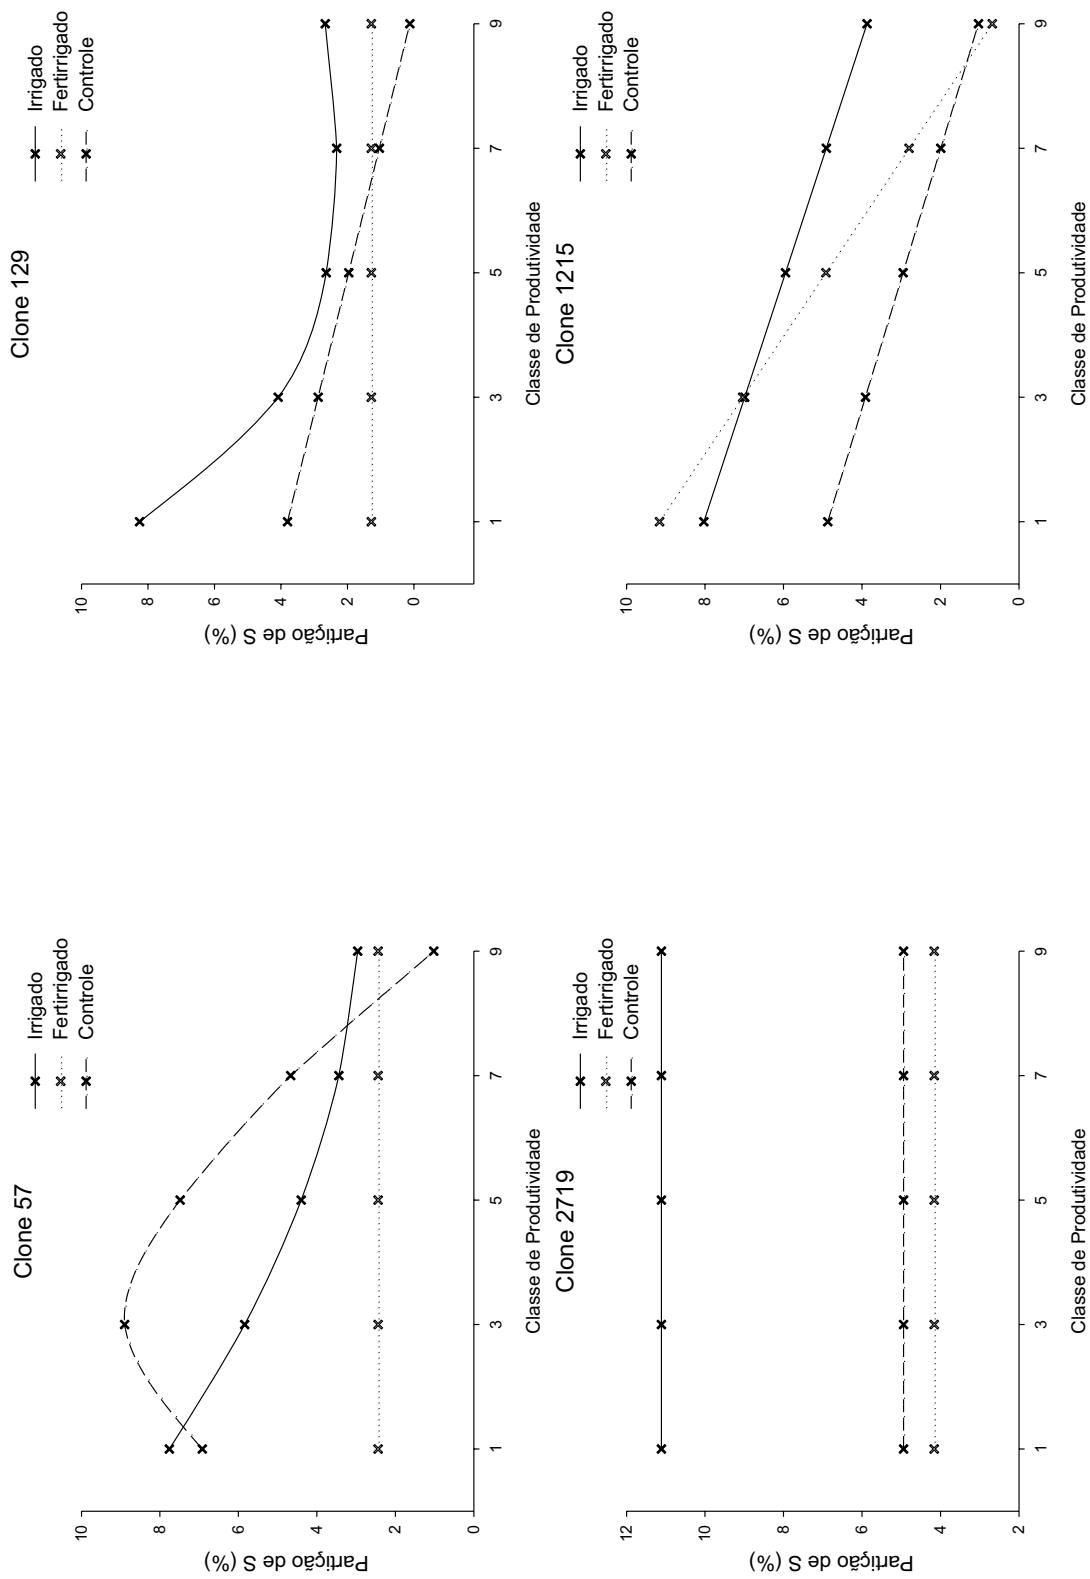 Clone 57
Irrigado
Fertirrigado
Controle
Partição de S (%)
10
8
6
4
2
0
1
3
5
7
9
Classe de Produtividade
Clone 129
Irrigado
Fertirrigado
Controle
Partição de S (%)
10
8
6
4
2
0
1
3
5
7
9
Classe de Produtividade
Clone 2719
Irrigado
Fertirrigado
Controle
Partição de S (%)
12
10
8
6
4
2
1
3
5
7
9
Classe de Produtividade
Clone 1215
Irrigado
Fertirrigado
Controle
Partição de S (%)
10
8
6
4
2
0
1
3
5
7
9
Classe de Produtividade